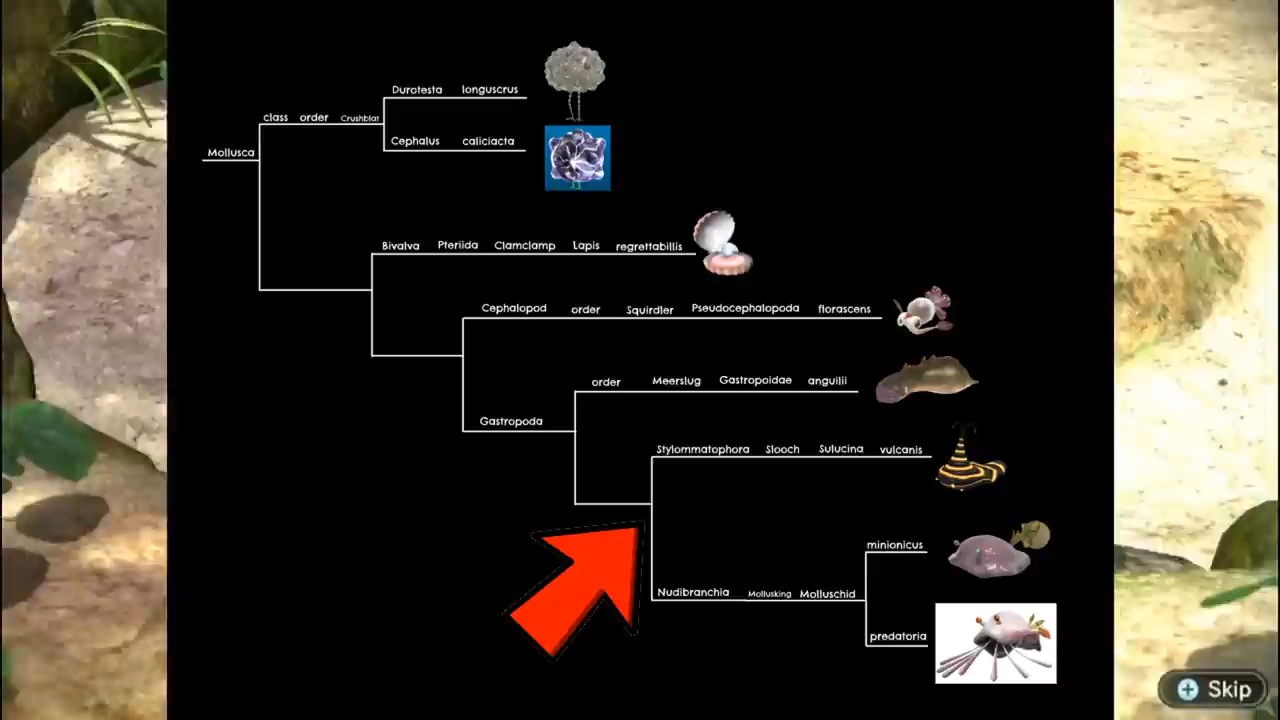 Durotesta longuscrus
class order Crushblat
Cephalus caliciacta
Mollusca
Bivalva Pteriida Clamclamp Lapis regrettabillis
Cephalopod order Squirdler Pseudocephalopoda florascens
order Meerslug Gastropoidae anguilii
Gastropoda
Stylommatophora Slooch Sulucina vulcanis
minionicus
Nudibranchia Mollusking Molluschid
predatoria
Skip